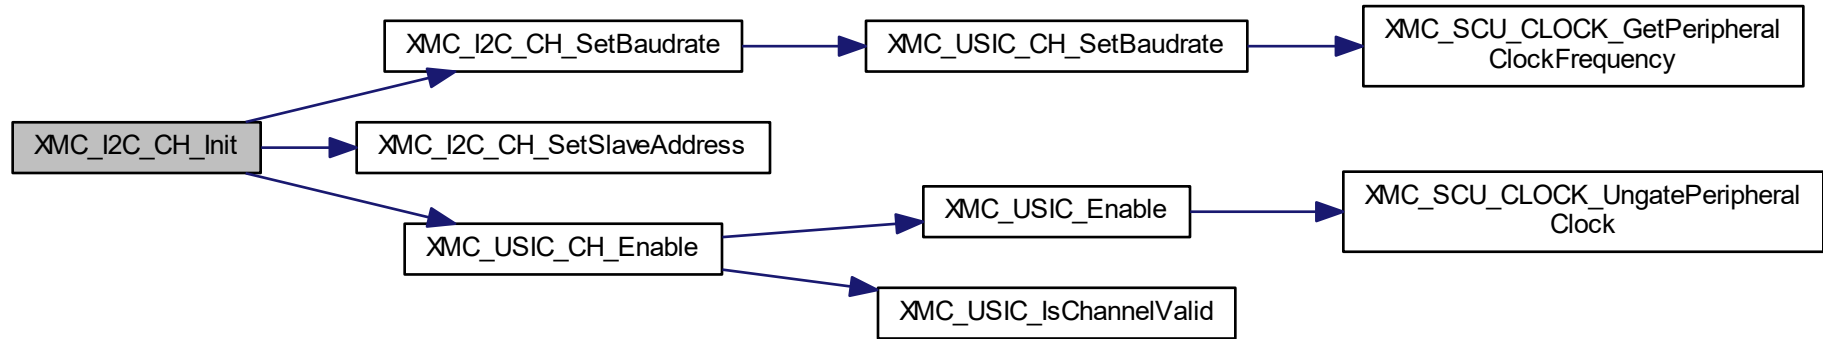 XMC_I2C_CH_SetBaudrate
XMC_USIC_CH_SetBaudrate
XMC_SCU_CLOCK_GetPeripheral
ClockFrequency
XMC_I2C_CH_Init
XMC_I2C_CH_SetSlaveAddress
XMC_USIC_CH_Enable
XMC_USIC_Enable
XMC_SCU_CLOCK_UngatePeripheral
Clock
XMC_USIC_IsChannelValid